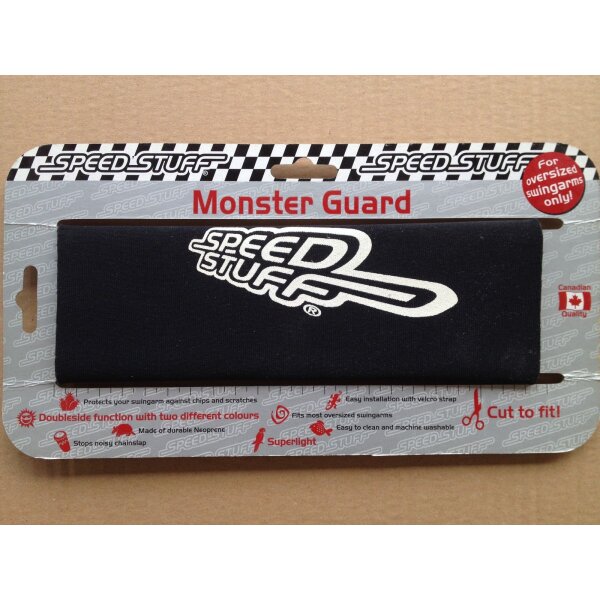 SPEED STUFF®
SPEED STUFF
For
oversized
swingarms
only!
Monster Guard
SPEED
STUFF®
Canadian
Quality
Protects your swingarm against chips and scratches
Easy installation with velcro strap
Doubleside function with two different colours
Fits most oversized swingarms
Cut to fit!
Made of durable Neoprene
Easy to clean and machine washable
Stops noisy chainslap
Superlight